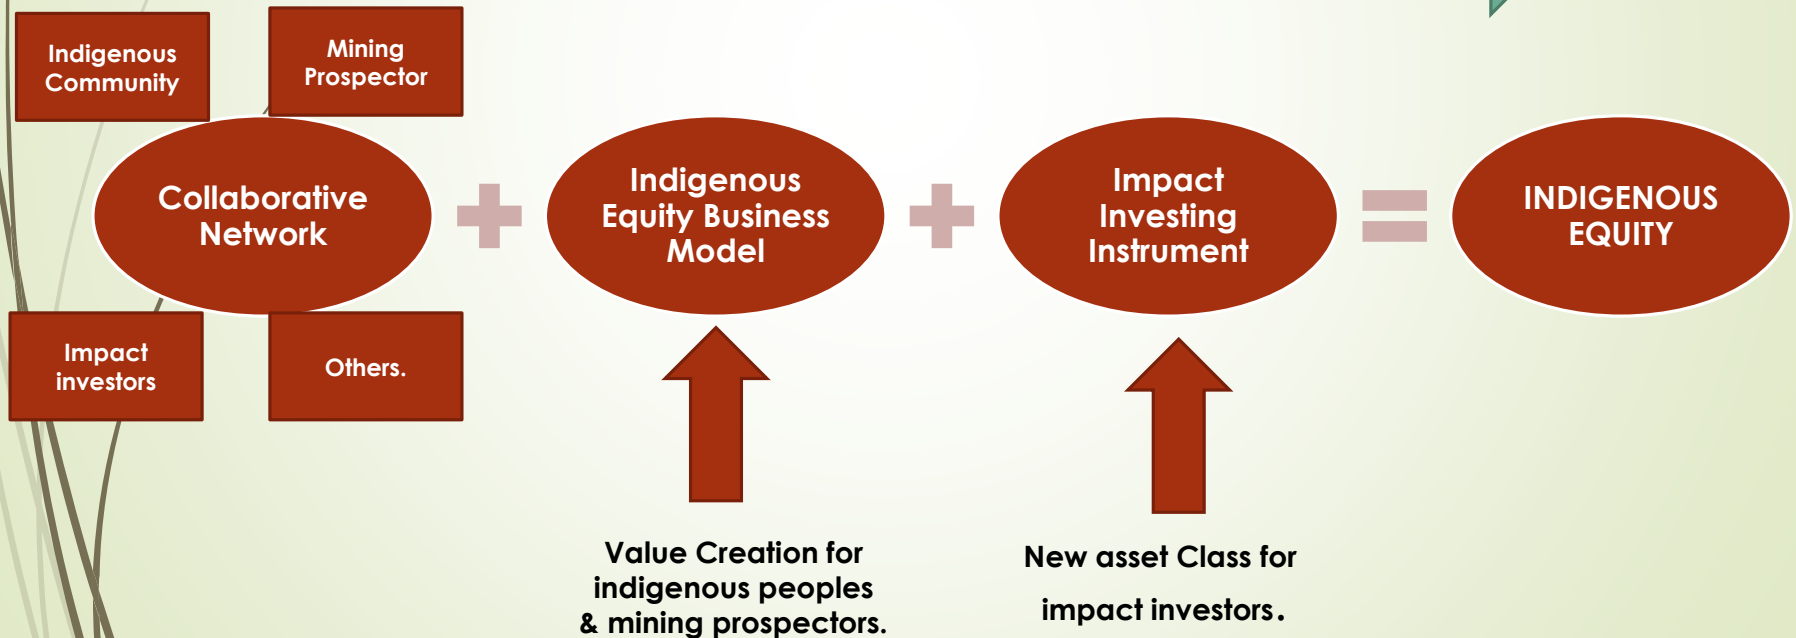 Indigenous
Community
Mining
Prospector
Collaborative
Network
Impact
investors
Others.
Indigenous
Equity Business
Model
Impact
Investing
Instrument
INDIGENOUS
EQUITY
Value Creation for
indigenous peoples
& mining prospectors.
New asset Class for
impact investors.